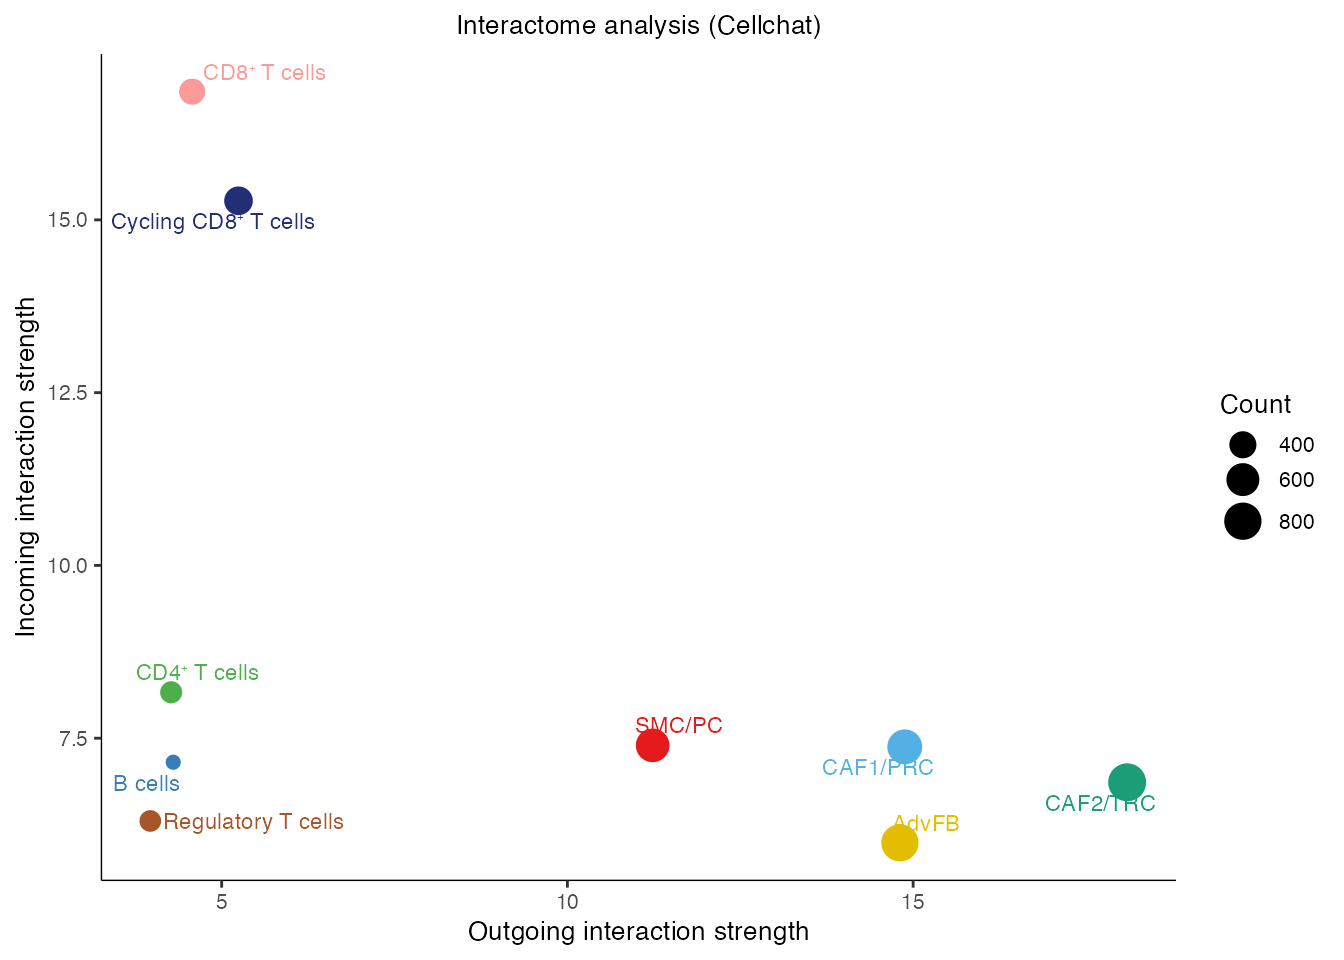 Interactome analysis (Cellchat)
CD8⁺ T cells
Cycling CD8⁺ T cells
15.0
12.5
10.0
7.5
Incoming interaction strength
CD4⁺ T cells
B cells
Regulatory T cells
SMC/PC
CAF1/PRC
CAF2/TRC
AdvFB
5
10
15
Outgoing interaction strength
Count
400
600
800